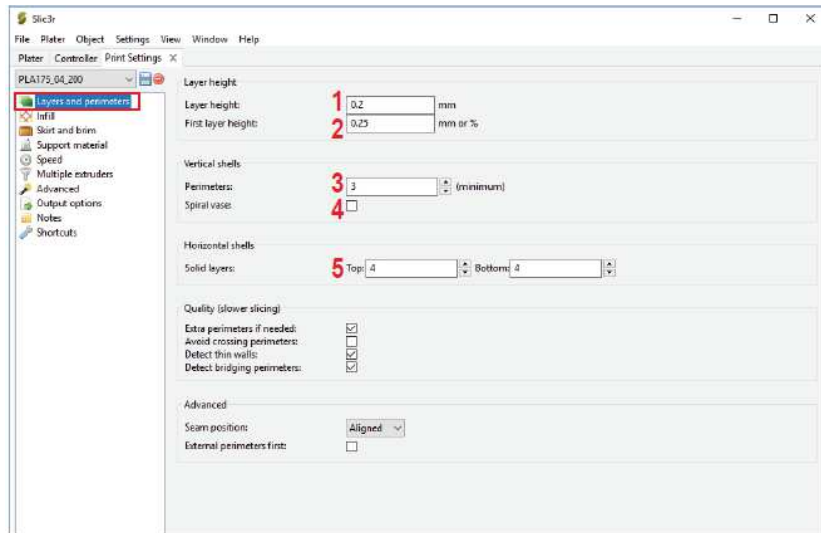 Slic3r
File Plater Object Settings View Window Help
Plater Controller Print Settings X
PLA175_04_200
Layers and perimeters
Infill
Skirt and brim
Support material
Speed
Multiple extruders
Advanced
Output options
Notes
Shortcuts
Layer height
Layer height: 1 0.2 mm
First layer height: 2 0.25 mm or %
Vertical shells
Perimeters: 3 3 (minimum)
Spiral vase: 4
Horizontal shells
Solid layers: 5 Top: 4 Bottom: 4
Quality (slower slicing)
Extra perimeters if needed:
Avoid crossing perimeters:
Detect thin walls:
Detect bridging perimeters:
Advanced
Seam position: Aligned
External perimeters first: